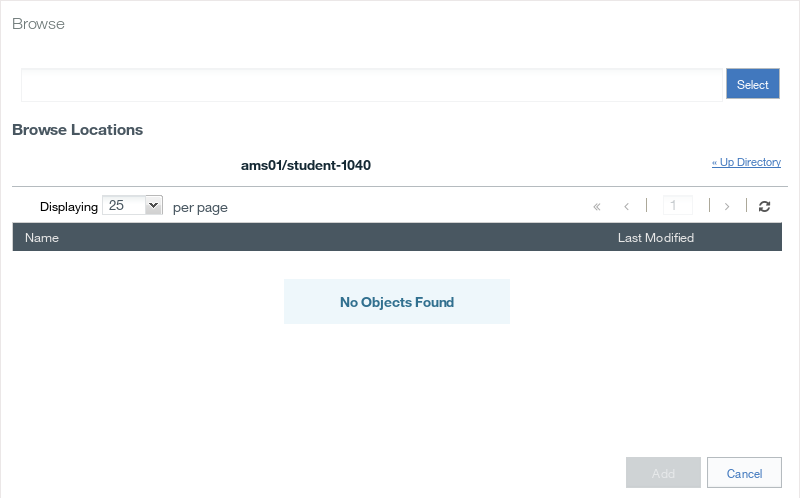 Browse
Select
Browse Locations
ams01/student-1040
« Up Directory
Displaying 25 per page « ‹ 1 ›
Name Last Modified
No Objects Found
Add Cancel